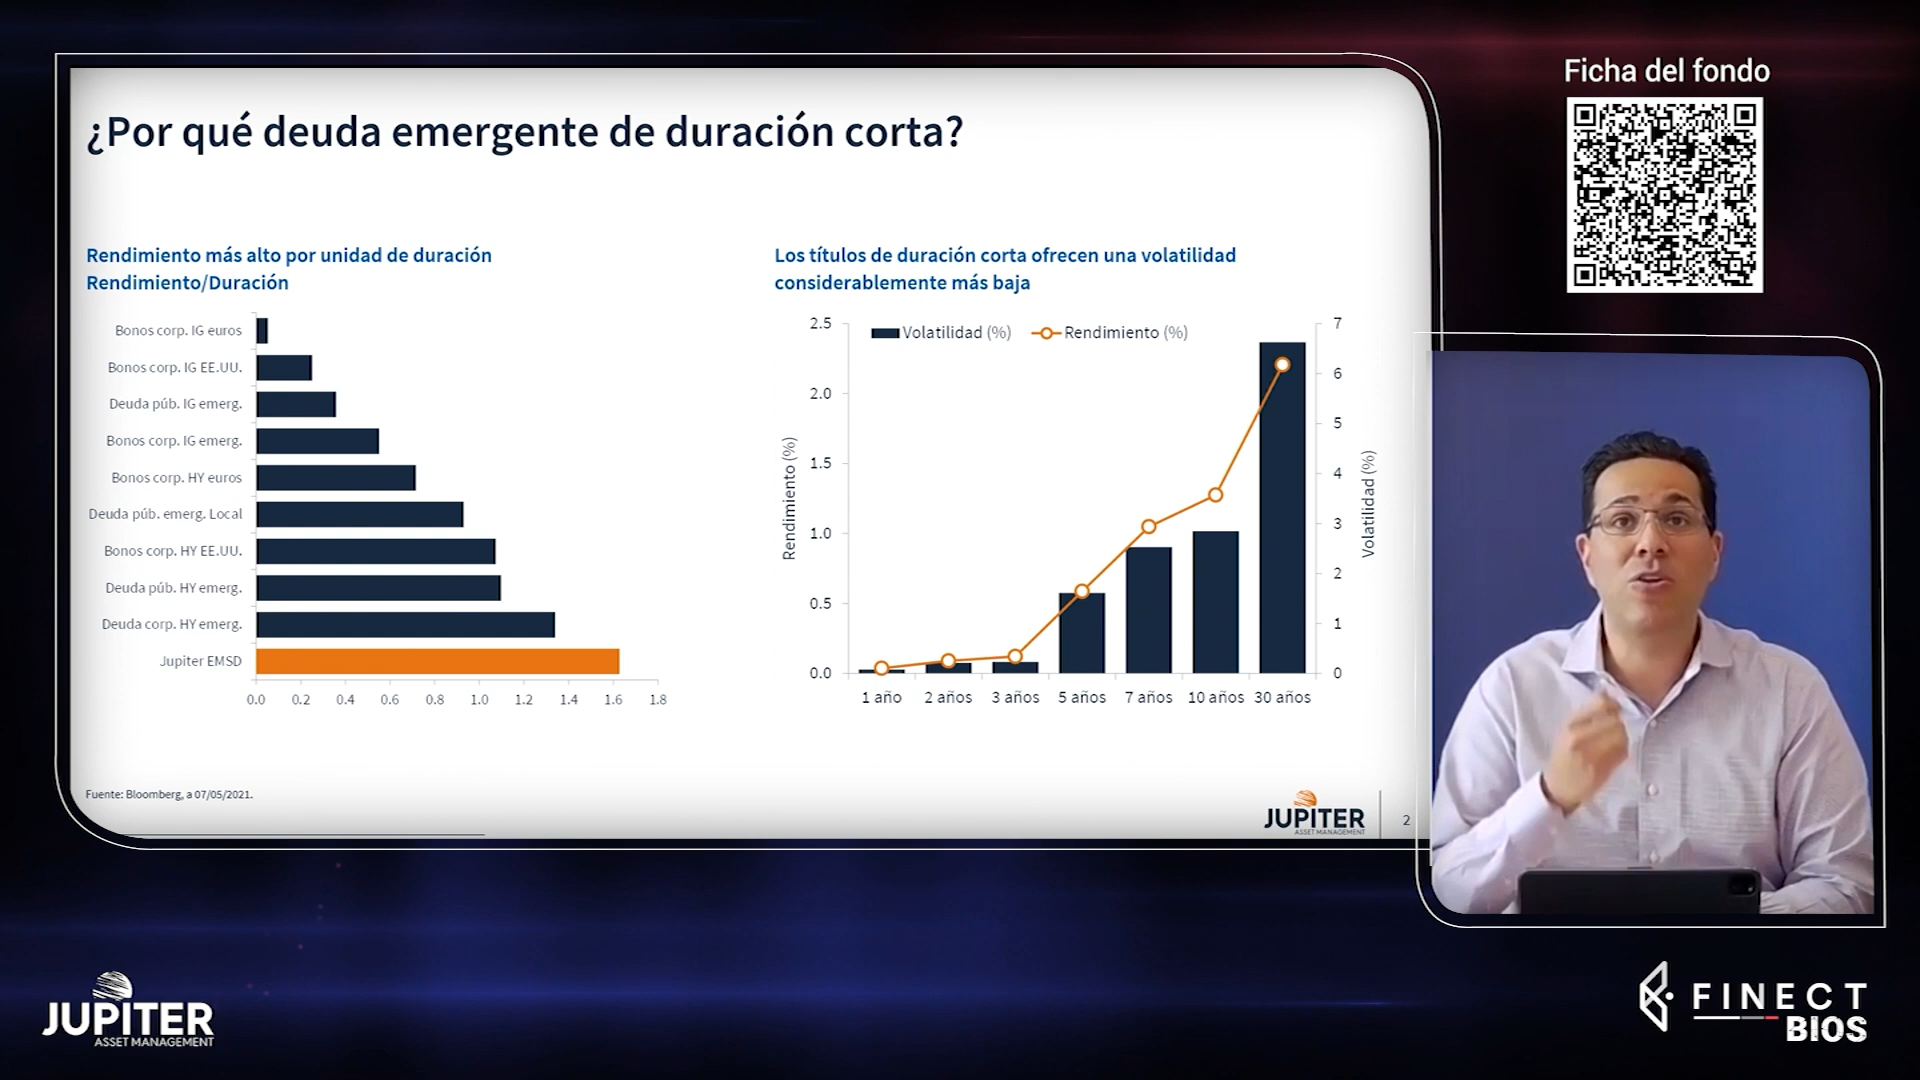 ¿Por qué deuda emergente de duración corta?
Rendimiento más alto por unidad de duración
Rendimiento/Duración
Bonos corp. IG euros
Bonos corp. IG EE.UU.
Deuda púb. IG emerg.
Bonos corp. IG emerg.
Bonos corp. HY euros
Deuda púb. emerg. Local
Bonos corp. HY EE.UU.
Deuda púb. HY emerg.
Deuda corp. HY emerg.
Jupiter EMSD
0.0 0.2 0.4 0.6 0.8 1.0 1.2 1.4 1.6 1.8
Los títulos de duración corta ofrecen una volatilidad
considerablemente más baja
Volatilidad (%) Rendimiento (%)
Rendimiento (%)
2.5
2.0
1.5
1.0
0.5
0.0
7
6
5
4
3
2
1
0
Volatilidad (%)
1 año 2 años 3 años 5 años 7 años 10 años 30 años
Fuente: Bloomberg, a 07/05/2021.
JUPITER
ASSET MANAGEMENT
2
Ficha del fondo
JUPITER
ASSET MANAGEMENT
FINECT
BIOS